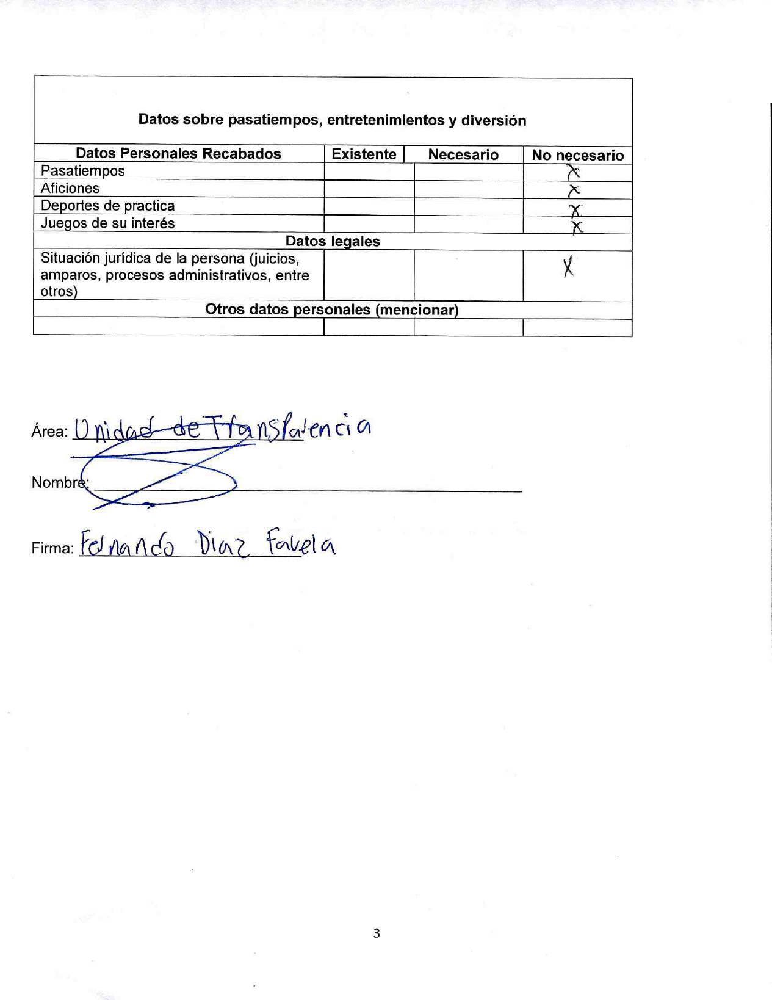 Datos sobre pasatiempos, entretenimientos y diversión
Datos Personales Recabados Existente Necesario No necesario
Pasatiempos X
Aficiones X
Deportes de practica X
Juegos de su interés X
Datos legales
Situación jurídica de la persona (juicios, X
amparos, procesos administrativos, entre
otros)
Otros datos personales (mencionar)
Área: Unidad de Transparencia
Nombre:
Firma: Fernando Diaz Favela
3